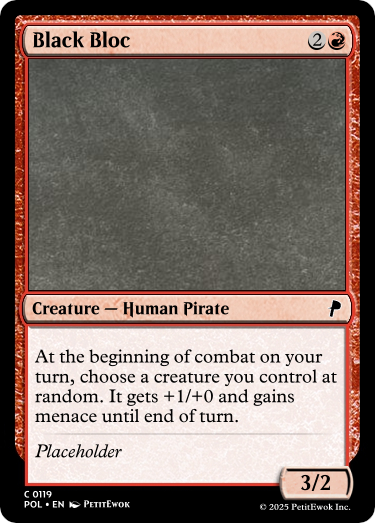 Black Bloc 2
Creature — Human Pirate
At the beginning of combat on your
turn, choose a creature you control at
random. It gets +1/+0 and gains
menace until end of turn.
Placeholder
3/2
C 0119
POL • EN PETITEWOK
© 2025 PetitEwok Inc.